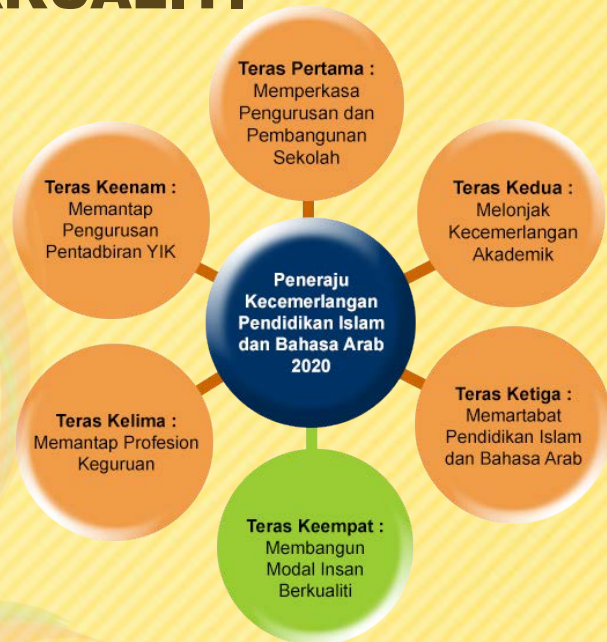 Teras Pertama :
Memperkasa
Pengurusan dan
Pembangunan
Sekolah
Teras Kedua :
Melonjak
Kecemerlangan
Akademik
Teras Ketiga :
Memartabat
Pendidikan Islam
dan Bahasa Arab
Teras Keempat :
Membangun
Modal Insan
Berkualiti
Teras Kelima :
Memantap Profesion
Keguruan
Teras Keenam :
Memantap
Pengurusan
Pentadbiran YIK
Peneraju
Kecemerlangan
Pendidikan Islam
dan Bahasa Arab
2020